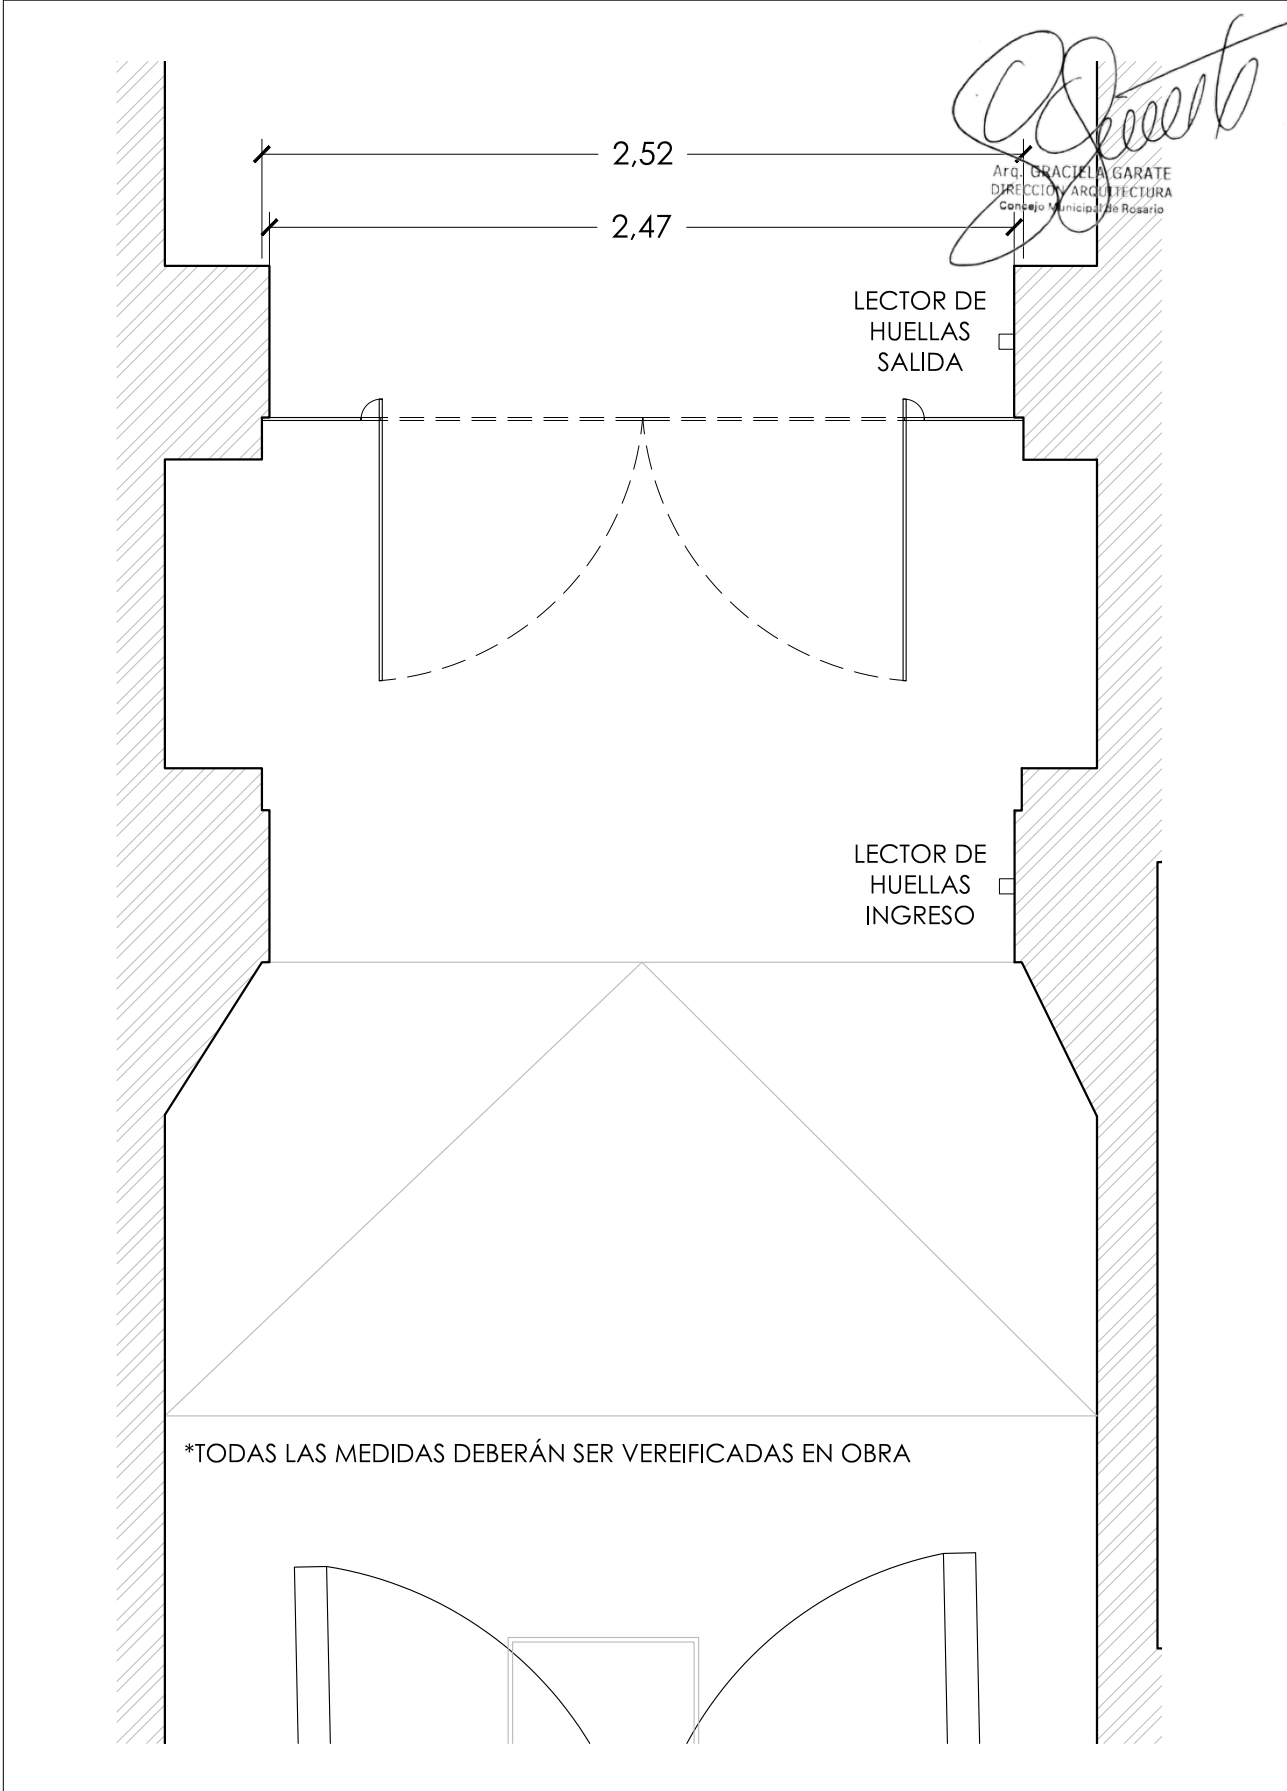 2,52
Arq. GRACIELA GARATE
DIRECCIÓN ARQUITECTURA
Concejo Municipal de Rosario
2,47
LECTOR DE
HUELLAS
SALIDA
LECTOR DE
HUELLAS
INGRESO
*TODAS LAS MEDIDAS DEBERÁN SER VEREIFICADAS EN OBRA